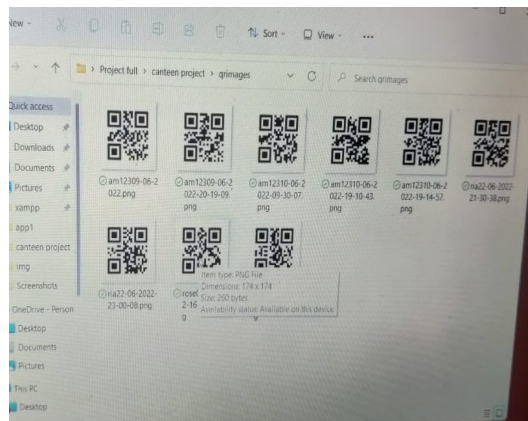 New
Sort
View
Project full > canteen project > qrimages
Search qrimages
Quick access
Desktop
Downloads
Documents
Pictures
xampp
app1
canteen project
img
Screenshots
OneDrive - Person
Desktop
Documents
Pictures
This PC
Desktop
am12309-06-2
022.png
am12309-06-2
022-20-19-09.
png
am12310-06-2
022-09-30-07.
png
am12310-06-2
022-19-10-43.
png
am12310-06-2
022-19-14-57.
png
ria22-06-2022-
21-30-38.png
ria22-06-2022-
23-00-08.png
2-16
g
Item type: PNG File
Dimensions: 174 x 174
Size: 260 bytes
Availability status: Available on this device